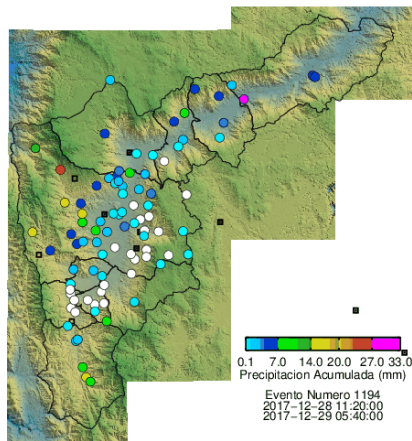 0.1 7.0 14.0 20.0 27.0 33.0
Precipitacion Acumulada (mm)
Evento Numero 1194
2017-12-28 11:20:00
2017-12-29 05:40:00